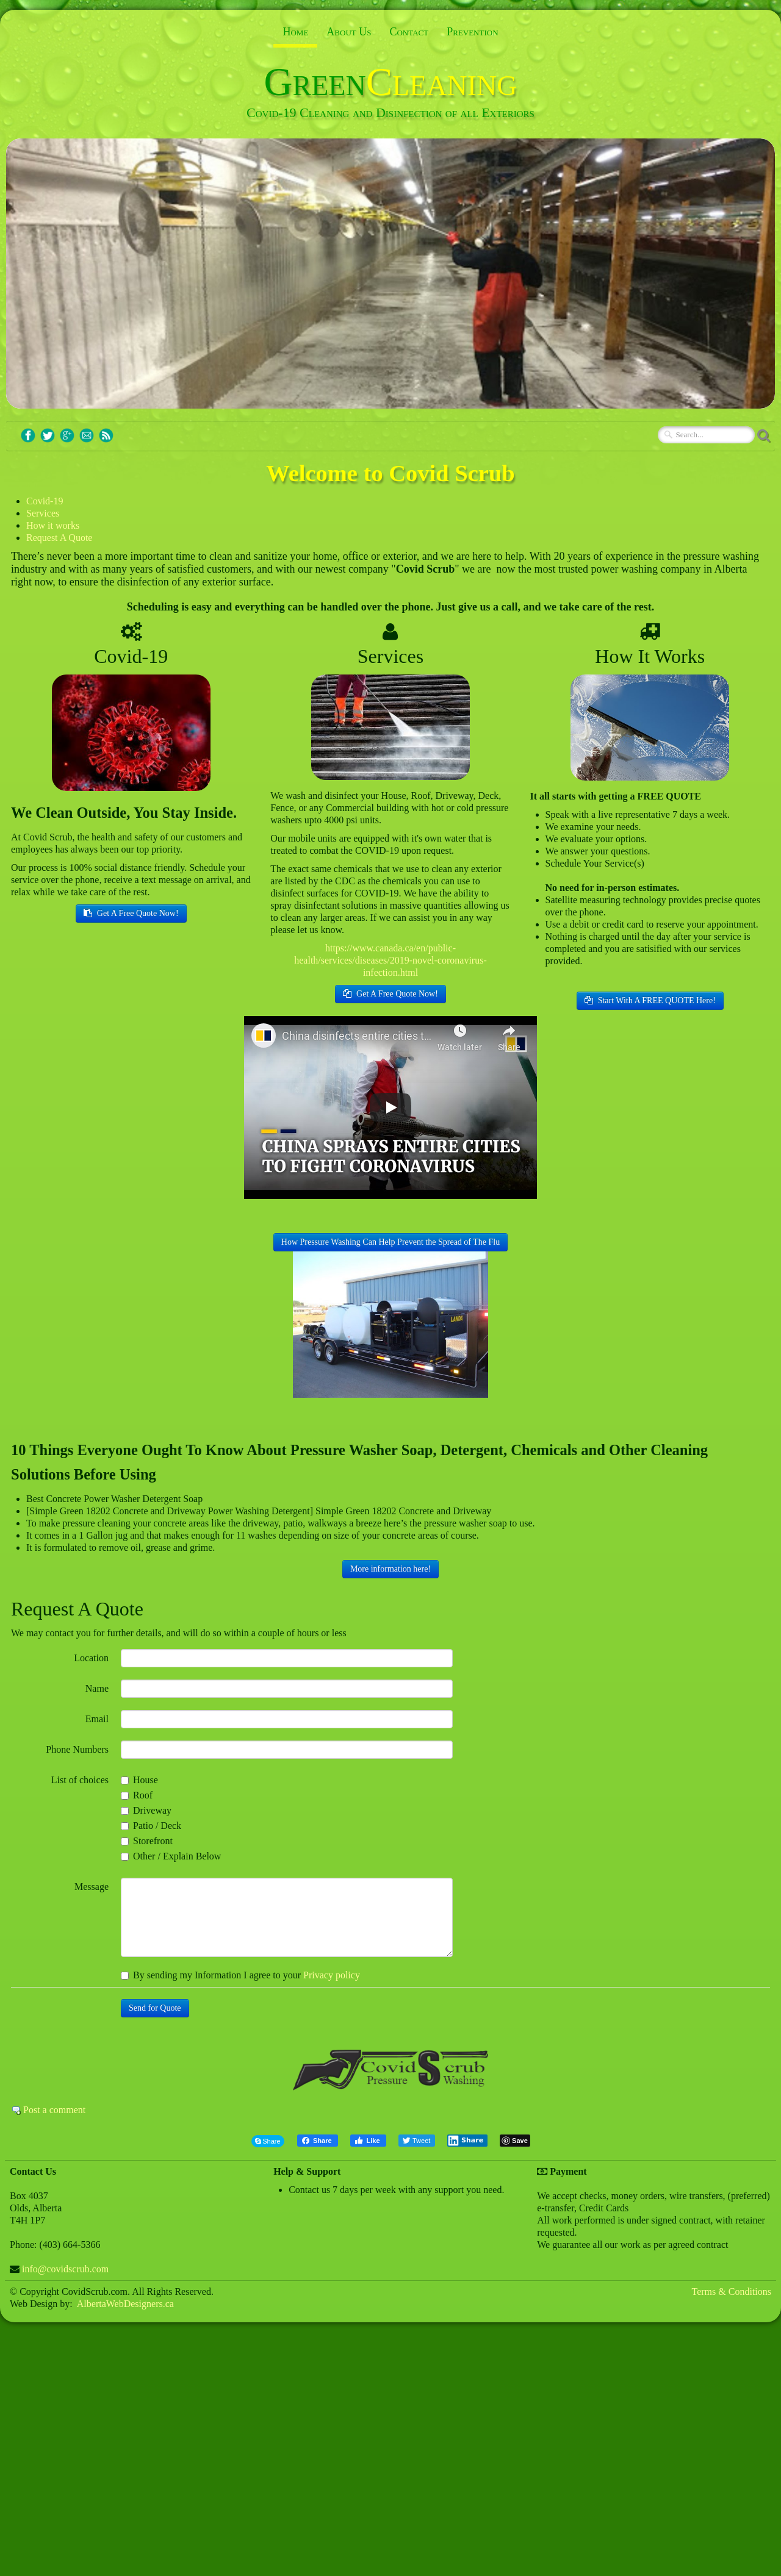 Home About Us Contact Prevention
GreenCleaning
Covid-19 Cleaning and Disinfection of all Exteriors
Search...
Welcome to Covid Scrub
Covid-19
Services
How it works
Request A Quote
There's never been a more important time to clean and sanitize your home, office or exterior, and we are here to help. With 20 years of experience in the pressure washing
industry and with as many years of satisfied customers, and with our newest company "Covid Scrub" we are now the most trusted power washing company in Alberta
right now, to ensure the disinfection of any exterior surface.
Scheduling is easy and everything can be handled over the phone. Just give us a call, and we take care of the rest.
Covid-19
We Clean Outside, You Stay Inside.
At Covid Scrub, the health and safety of our customers and
employees has always been our top priority.
Our process is 100% social distance friendly. Schedule your
service over the phone, receive a text message on arrival, and
relax while we take care of the rest.
Get A Free Quote Now!
Services
We wash and disinfect your House, Roof, Driveway, Deck,
Fence, or any Commercial building with hot or cold pressure
washers upto 4000 psi units.
Our mobile units are equipped with it's own water that is
treated to combat the COVID-19 upon request.
The exact same chemicals that we use to clean any exterior
are listed by the CDC as the chemicals you can use to
disinfect surfaces for COVID-19. We have the ability to
spray disinfectant solutions in massive quantity allowing us
to clean any larger areas. If we can assist you in any way
please let us know.
https://www.canada.ca/en/public-
health/services/diseases/2019-novel-coronavirus-
infection.html
Get A Free Quote Now!
How It Works
It all starts with getting a FREE QUOTE
Speak with a live representative 7 days a week.
We examine your needs.
We evaluate your options.
We answer your questions.
Schedule Your Service(s)
No need for in-person estimates.
Satellite measuring technology provides precise quotes
over the phone.
Use a debit or credit card to reserve your appointment.
Nothing is charged until the day after your service is
completed and you are satisified with our services
provided.
Start With A FREE QUOTE Here!
China disinfects entire cities t...
Watch later
Share
CHINA SPRAYS ENTIRE CITIES
TO FIGHT CORONAVIRUS
How Pressure Washing Can Help Prevent the Spread of The Flu
LANDA
10 Things Everyone Ought To Know About Pressure Washer Soap, Detergent, Chemicals and Other Cleaning
Solutions Before Using
Best Concrete Power Washer Detergent Soap
[Simple Green 18202 Concrete and Driveway Power Washing Detergent] Simple Green 18202 Concrete and Driveway
To make pressure cleaning your concrete areas like the driveway, patio, walkways a breeze here's the pressure washer soap to use.
It comes in a 1 Gallon jug and that makes enough for 11 washes depending on size of your concrete areas of course.
It is formulated to remove oil, grease and grime.
More information here!
Request A Quote
We may contact you for further details, and will do so within a couple of hours or less
Location
Name
Email
Phone Numbers
List of choices
House
Roof
Driveway
Patio / Deck
Storefront
Other / Explain Below
Message
By sending my Information I agree to your Privacy policy
Send for Quote
CovidScrub
Pressure Washing
Post a comment
Share Share Like Tweet Share Save
Contact Us
Box 4037
Olds, Alberta
T4H 1P7
Phone: (403) 664-5366
info@covidscrub.com
Help & Support
Contact us 7 days per week with any support you need.
Payment
We accept checks, money orders, wire transfers, (preferred)
e-transfer, Credit Cards
All work performed is under signed contract, with retainer
requested.
We guarantee all our work as per agreed contract
© Copyright CovidScrub.com. All Rights Reserved.
Terms & Conditions
Web Design by: AlbertaWebDesigners.ca